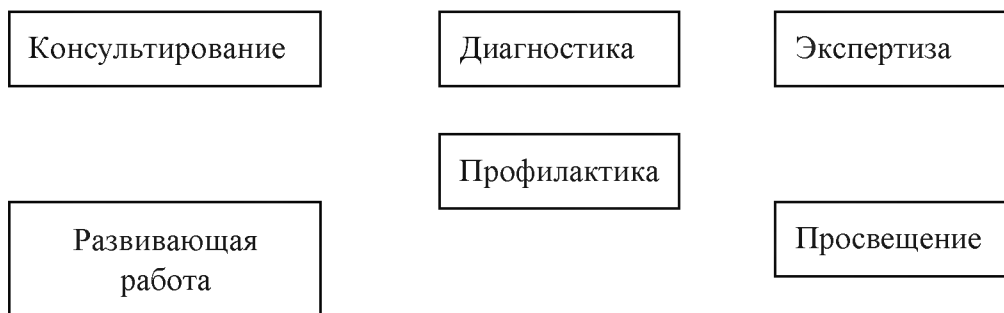 Консультирование
Диагностика
Экспертиза
Профилактика
Развивающая
работа
Просвещение